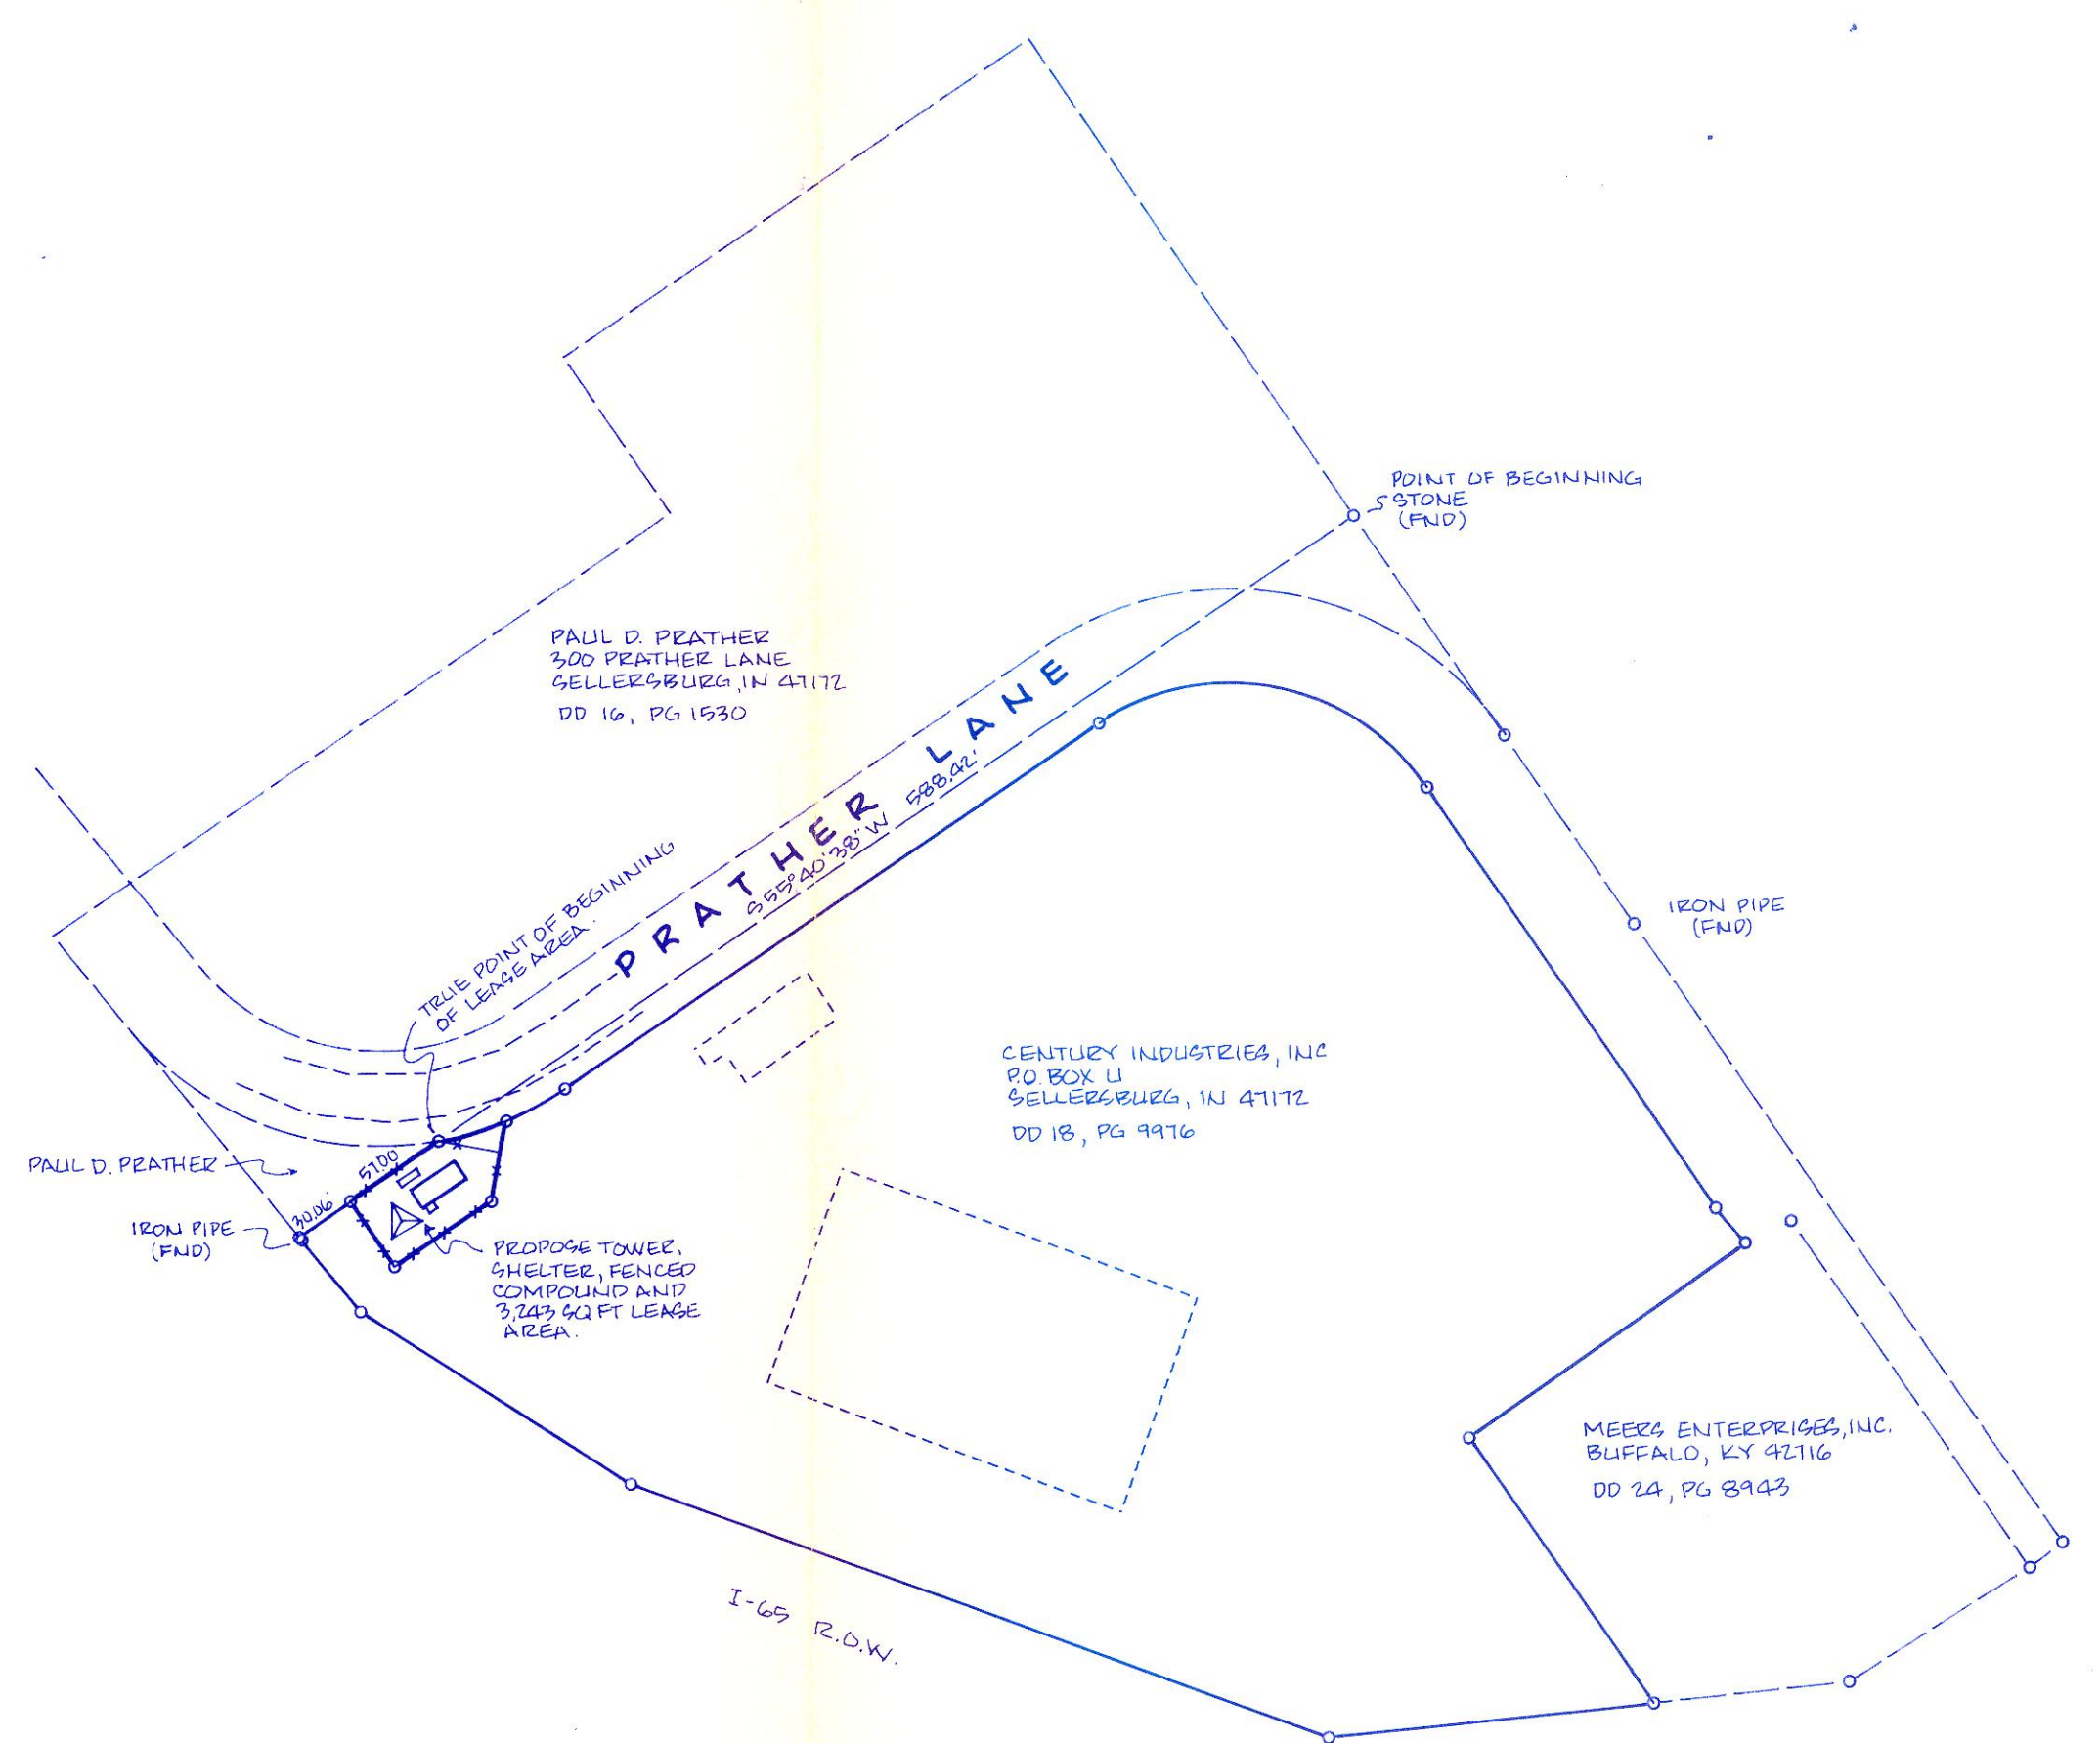 POINT OF BEGINNING
STONE
(FND)
PAUL D. PRATHER
300 PRATHER LANE
SELLERSBURG, IN 47172
DD 16, PG 1530
PRATHER LANE
S 55°40'38" W 588.42'
TRUE POINT OF BEGINNING
OF LEASE AREA.
IRON PIPE
(FND)
CENTURY INDUSTRIES, INC
P.O. BOX U
SELLERSBURG, IN 47172
DD 18, PG 9976
PAUL D. PRATHER
57.00
30.06'
IRON PIPE
(FND)
PROPOSE TOWER,
SHELTER, FENCED
COMPOUND AND
3,243 SQ FT LEASE
AREA.
MEERS ENTERPRISES, INC.
BUFFALO, KY 42716
DD 24, PG 8943
I-65 R.O.W.